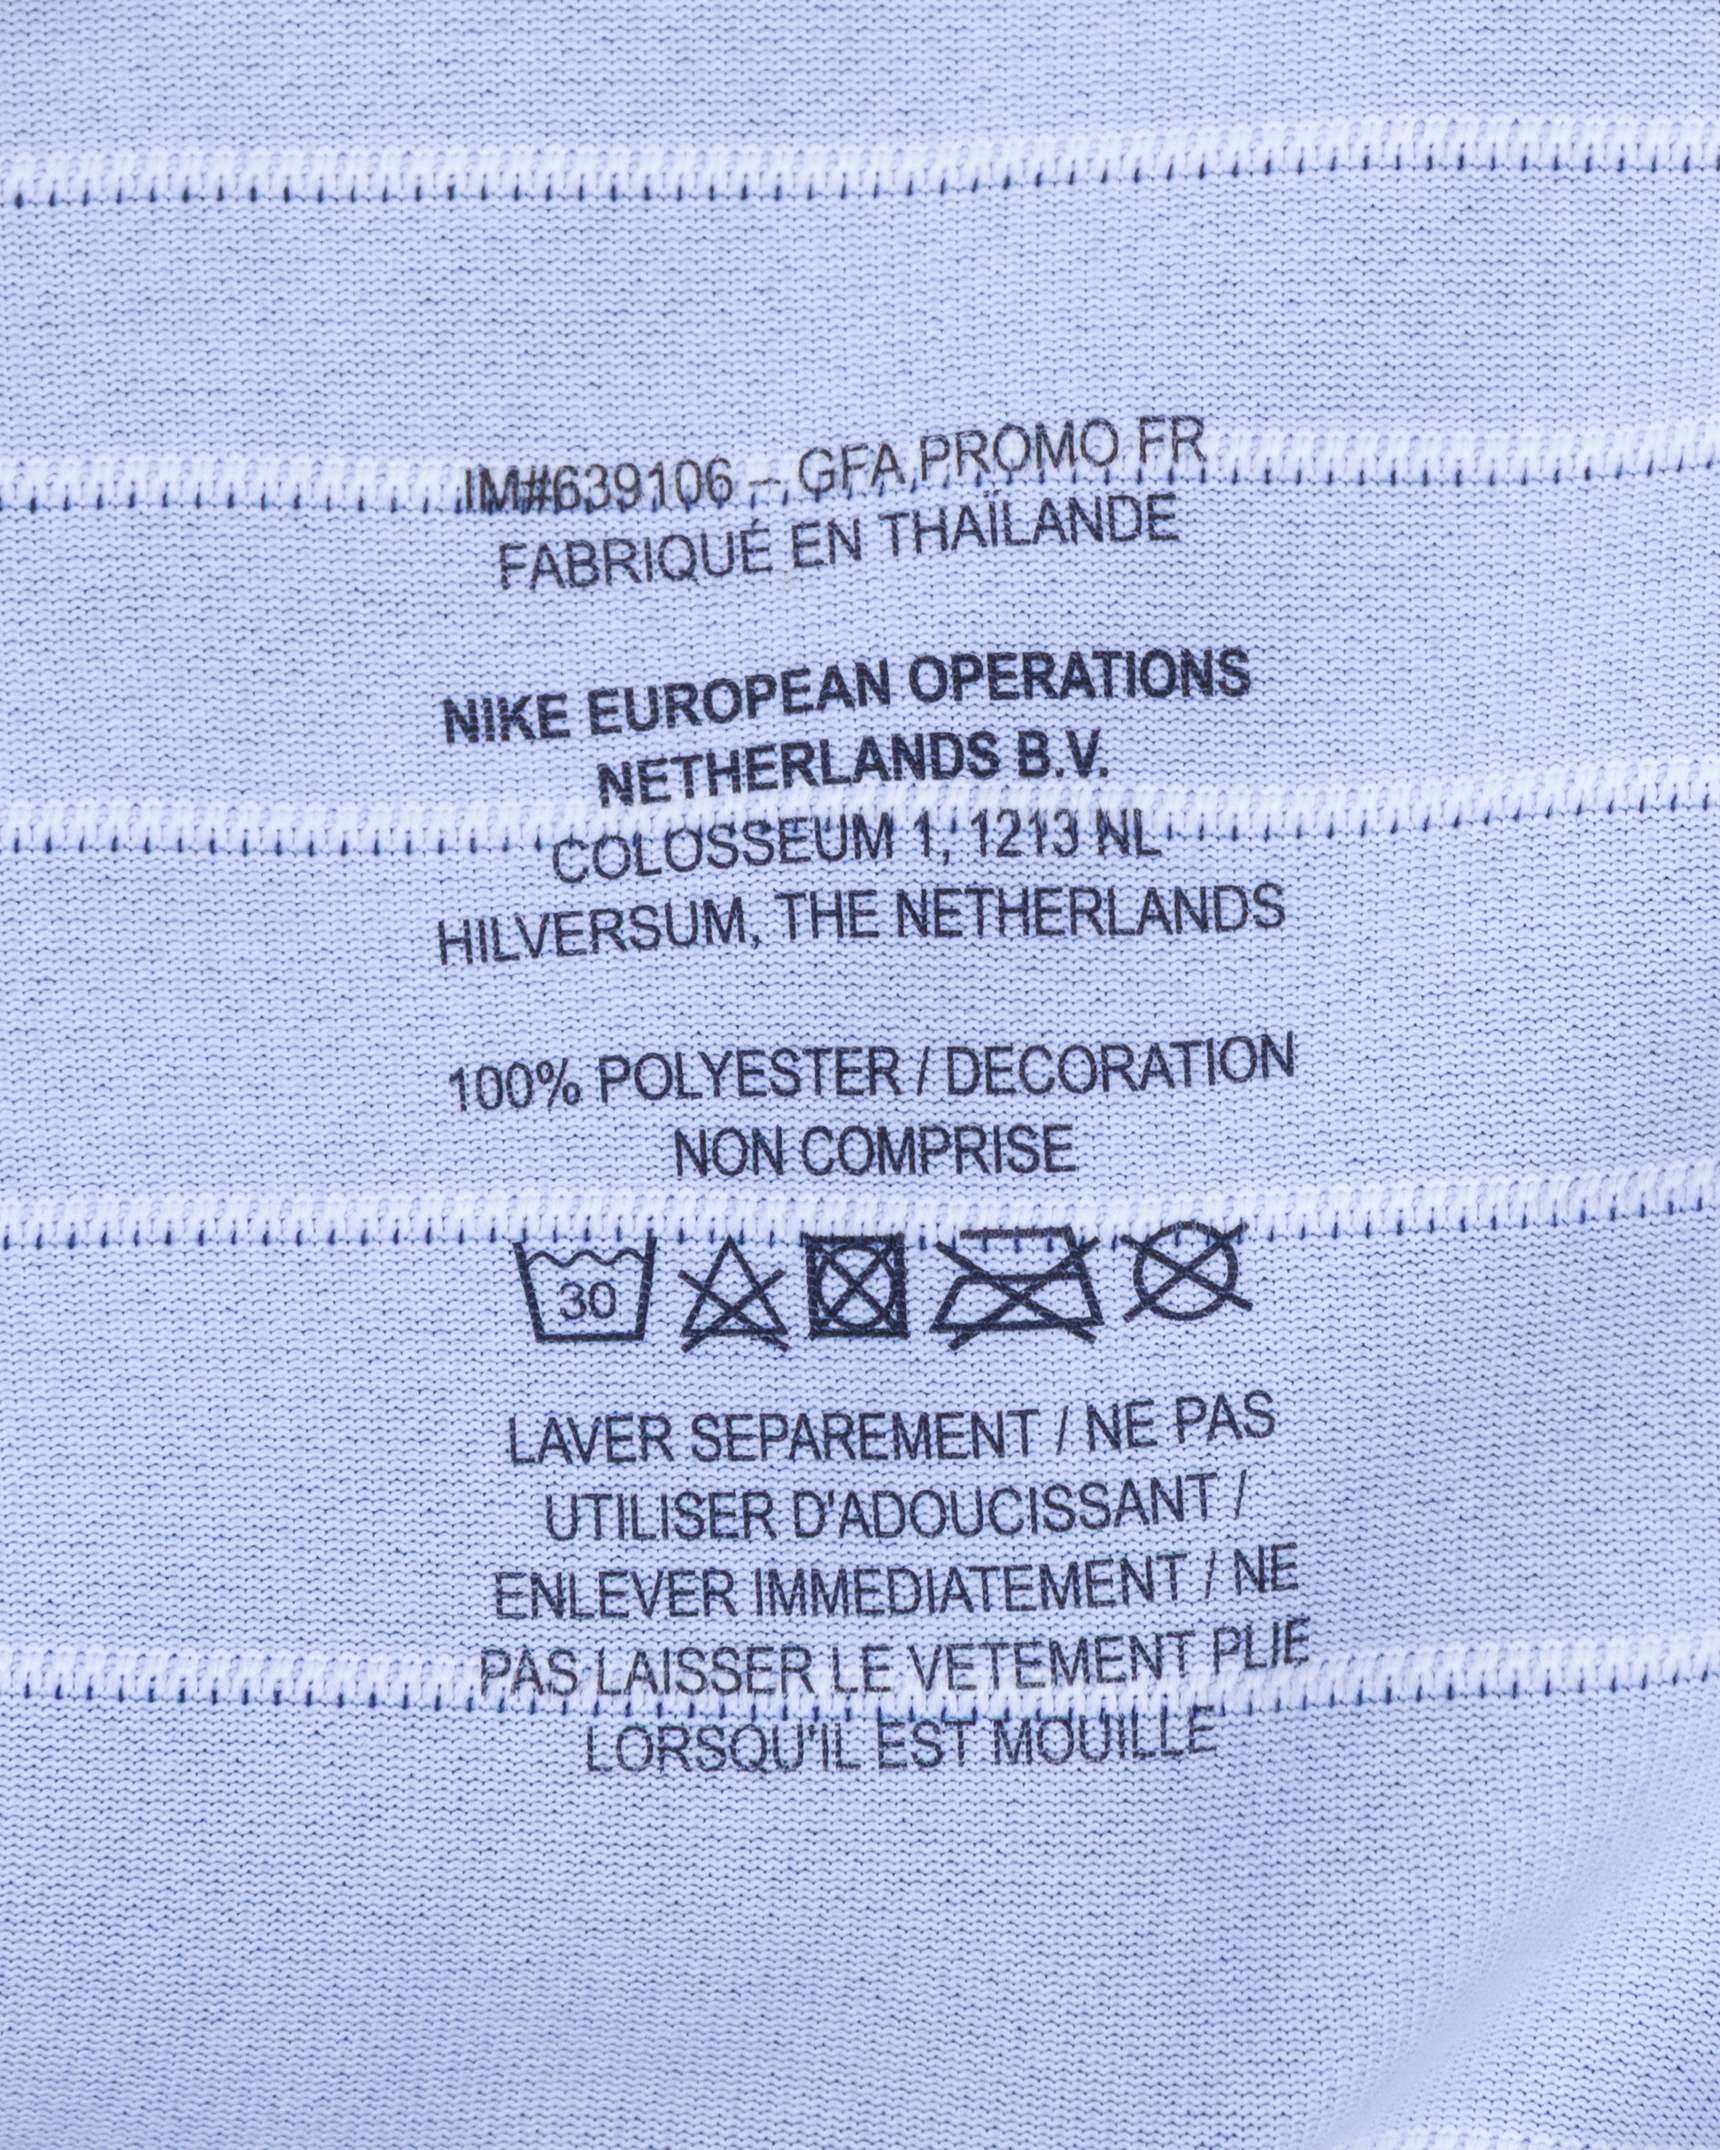 IM#639106 – GFA PROMO FR
FABRIQUÉ EN THAÏLANDE
NIKE EUROPEAN OPERATIONS
NETHERLANDS B.V.
COLOSSEUM 1, 1213 NL
HILVERSUM, THE NETHERLANDS
100% POLYESTER / DECORATION
NON COMPRISE
30
LAVER SEPAREMENT / NE PAS
UTILISER D'ADOUCISSANT /
ENLEVER IMMEDIATEMENT / NE
PAS LAISSER LE VETEMENT PLIE
LORSQU'IL EST MOUILLE